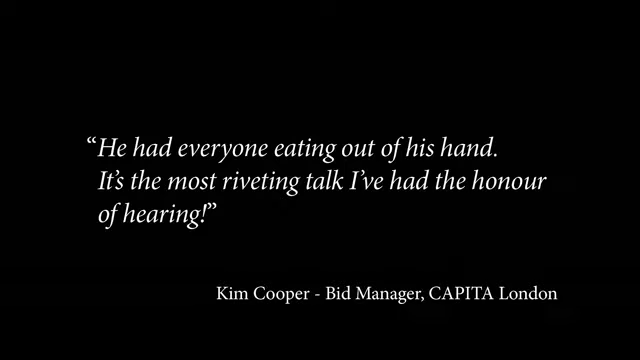 “He had everyone eating out of his hand.
It’s the most riveting talk I’ve had the honour
of hearing!”
Kim Cooper - Bid Manager, CAPITA London